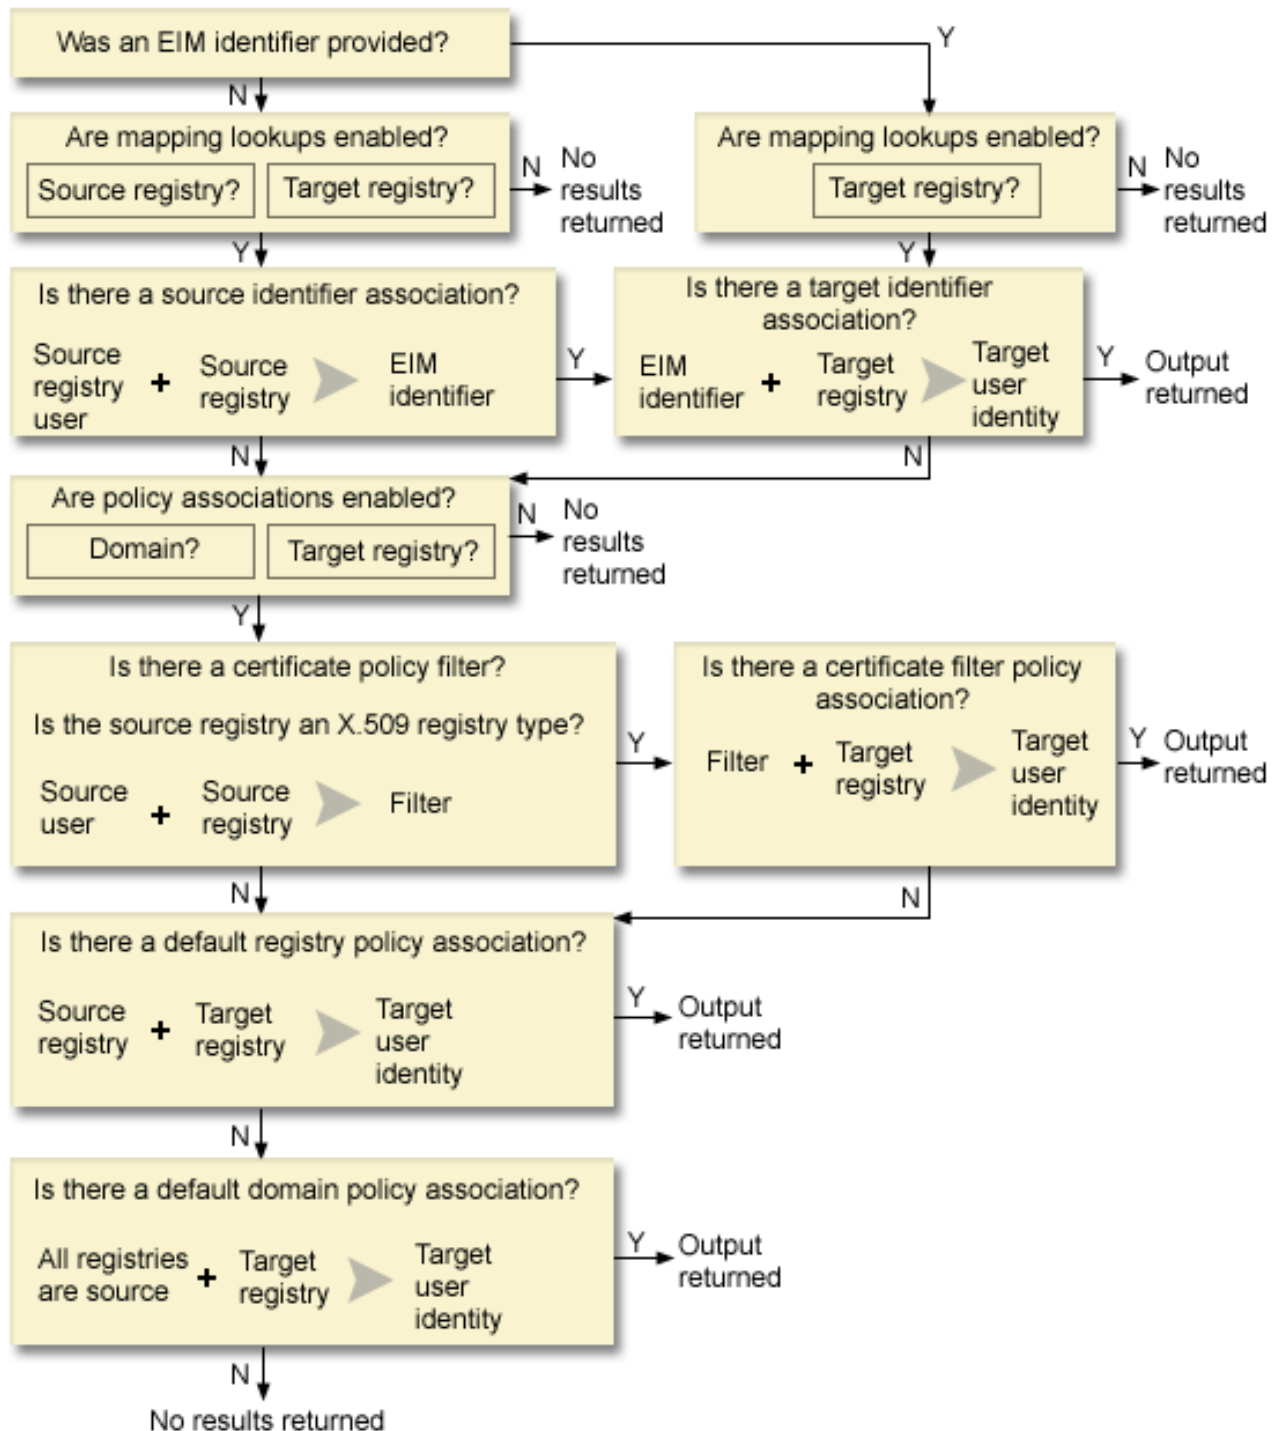 Was an EIM identifier provided?
Y
N
Are mapping lookups enabled?
Source registry?
Target registry?
N
No
results
returned
Are mapping lookups enabled?
Target registry?
N
No
results
returned
Y
Y
Is there a source identifier association?
Source
registry
user
+
Source
registry
EIM
identifier
Y
Is there a target identifier
association?
EIM
identifier
+
Target
registry
Target
user
identity
Y
Output
returned
N
N
Are policy associations enabled?
Domain?
Target registry?
N
No
results
returned
Y
Is there a certificate policy filter?
Is the source registry an X.509 registry type?
Source
user
+
Source
registry
Filter
Y
Is there a certificate filter policy
association?
Filter
+
Target
registry
Target
user
identity
Y
Output
returned
N
N
Is there a default registry policy association?
Source
registry
+
Target
registry
Target
user
identity
Y
Output
returned
N
Is there a default domain policy association?
All registries
are source
+
Target
registry
Target
user
identity
Y
Output
returned
N
No results returned